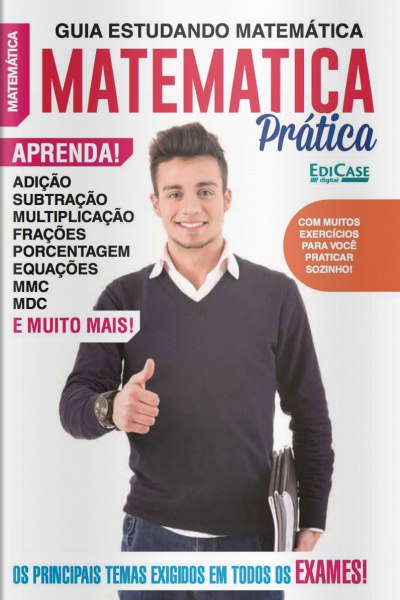 MATEMÁTICA
GUIA ESTUDANDO MATEMÁTICA
MATEMATICA
Prática
EDICASE
digital
APRENDA!
ADIÇÃO
SUBTRAÇÃO
MULTIPLICAÇÃO
FRAÇÕES
PORCENTAGEM
EQUAÇÕES
MMC
MDC
E MUITO MAIS!
COM MUITOS
EXERCÍCIOS
PARA VOCÊ
PRATICAR
SOZINHO!
OS PRINCIPAIS TEMAS EXIGIDOS EM TODOS OS EXAMES!